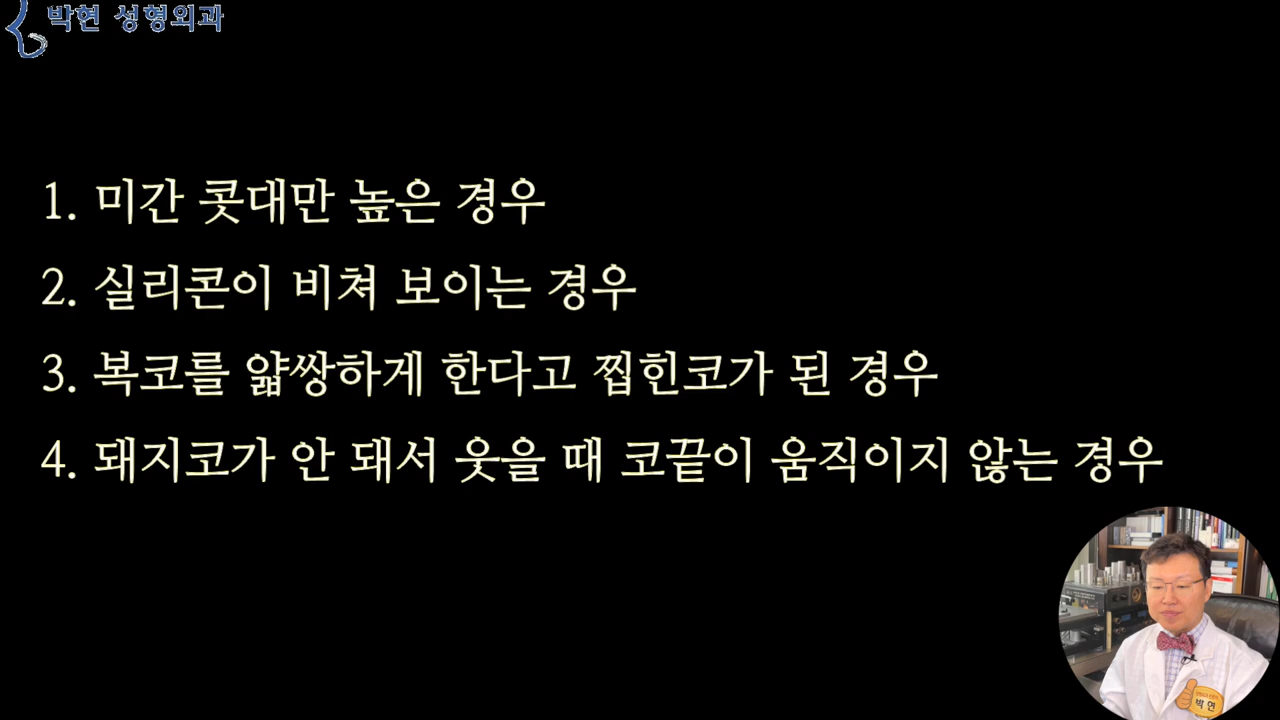 박현 성형외과
1. 미간 콧대만 높은 경우
2. 실리콘이 비쳐 보이는 경우
3. 복코를 얇쌍하게 한다고 찝힌코가 된 경우
4. 돼지코가 안 돼서 웃을 때 코끝이 움직이지 않는 경우
박현